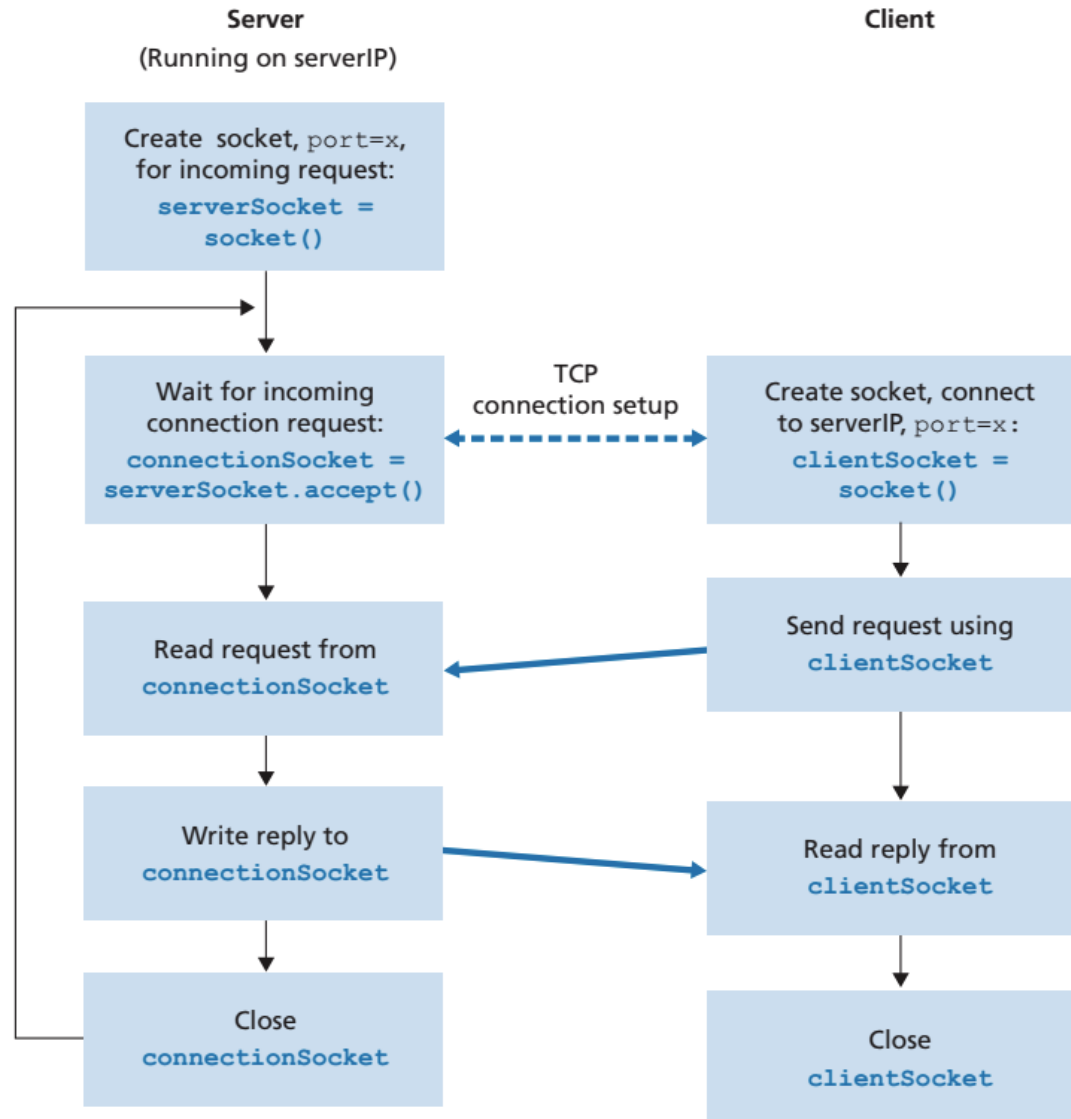 Server
(Running on serverIP)
Create socket, port=x,
for incoming request:
serverSocket =
socket()
Wait for incoming
connection request:
connectionSocket =
serverSocket.accept()
Read request from
connectionSocket
Write reply to
connectionSocket
Close
connectionSocket
TCP
connection setup
Client
Create socket, connect
to serverIP, port=x:
clientSocket =
socket()
Send request using
clientSocket
Read reply from
clientSocket
Close
clientSocket